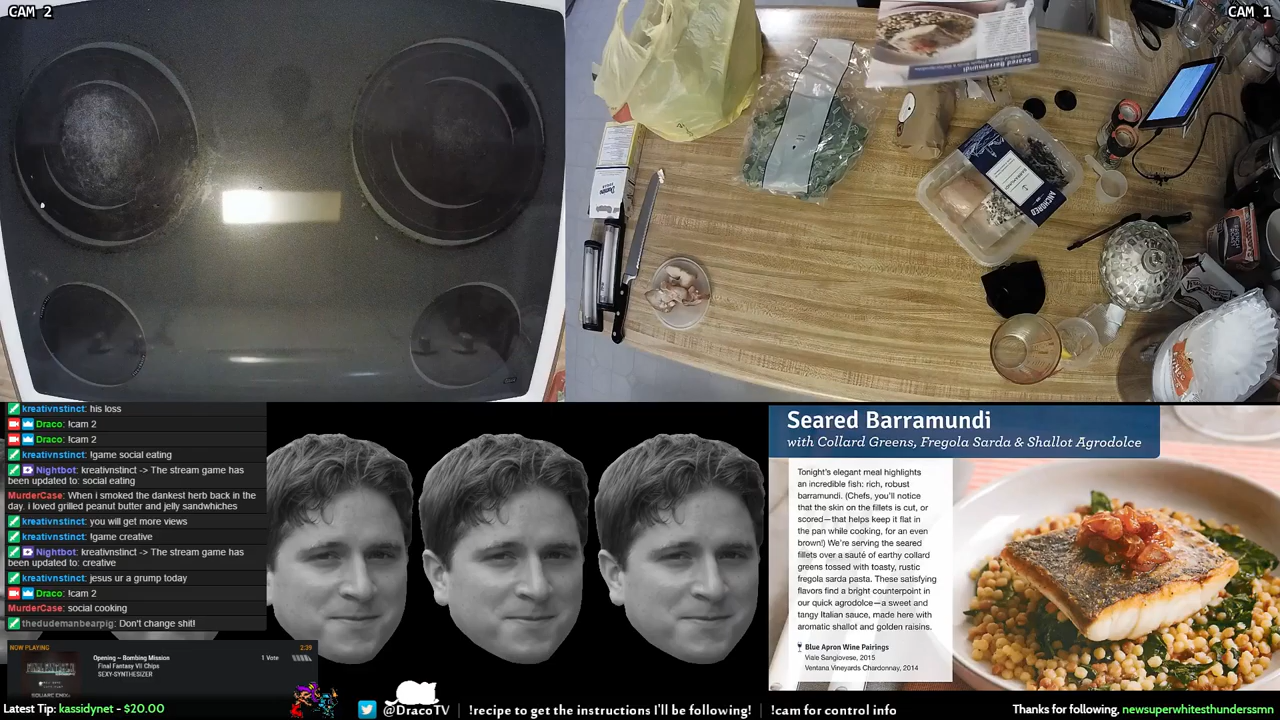 CAM 2
CAM 1
Seared Barramundi
BARRAMUNDI
Domino
kreativnstinct: his loss
Draco: !cam 2
Draco: !cam 2
kreativnstinct: !game social eating
Nightbot: kreativnstinct -> The stream game has
been updated to: social eating
MurderCase: When i smoked the dankest herb back in the
day. i loved grilled peanut butter and jelly sandwhiches
kreativnstinct: you will get more views
kreativnstinct: !game creative
Nightbot: kreativnstinct -> The stream game has
been updated to: creative
kreativnstinct: jesus ur a grump today
Draco: !cam 2
MurderCase: social cooking
thedudemanbearpig: Don't change shit!
NOW PLAYING
2:39
Opening ~ Bombing Mission
1 Vote
Final Fantasy VII Chips
SEXY-SYNTHESIZER
SQUARE CHIPS
Seared Barramundi
with Collard Greens, Fregola Sarda & Shallot Agrodolce
Tonight's elegant meal highlights
an incredible fish: rich, robust
barramundi. (Chefs, you'll notice
that the skin on the fillets is cut, or
scored—that helps keep it flat in
the pan while cooking, for an even
brown!) We're serving the seared
fillets over a sauté of earthy collard
greens tossed with toasty, rustic
fregola sarda pasta. These satisfying
flavors find a bright counterpoint in
our quick agrodolce—a sweet and
tangy Italian sauce, made here with
aromatic shallot and golden raisins.
Blue Apron Wine Pairings
Viale Sangiovese, 2015
Ventana Vineyards Chardonnay, 2014
Latest Tip: kassidynet - $20.00
@DracoTV
!recipe to get the instructions I'll be following!
!cam for control info
Thanks for following, newsuperwhitesthunderssmn